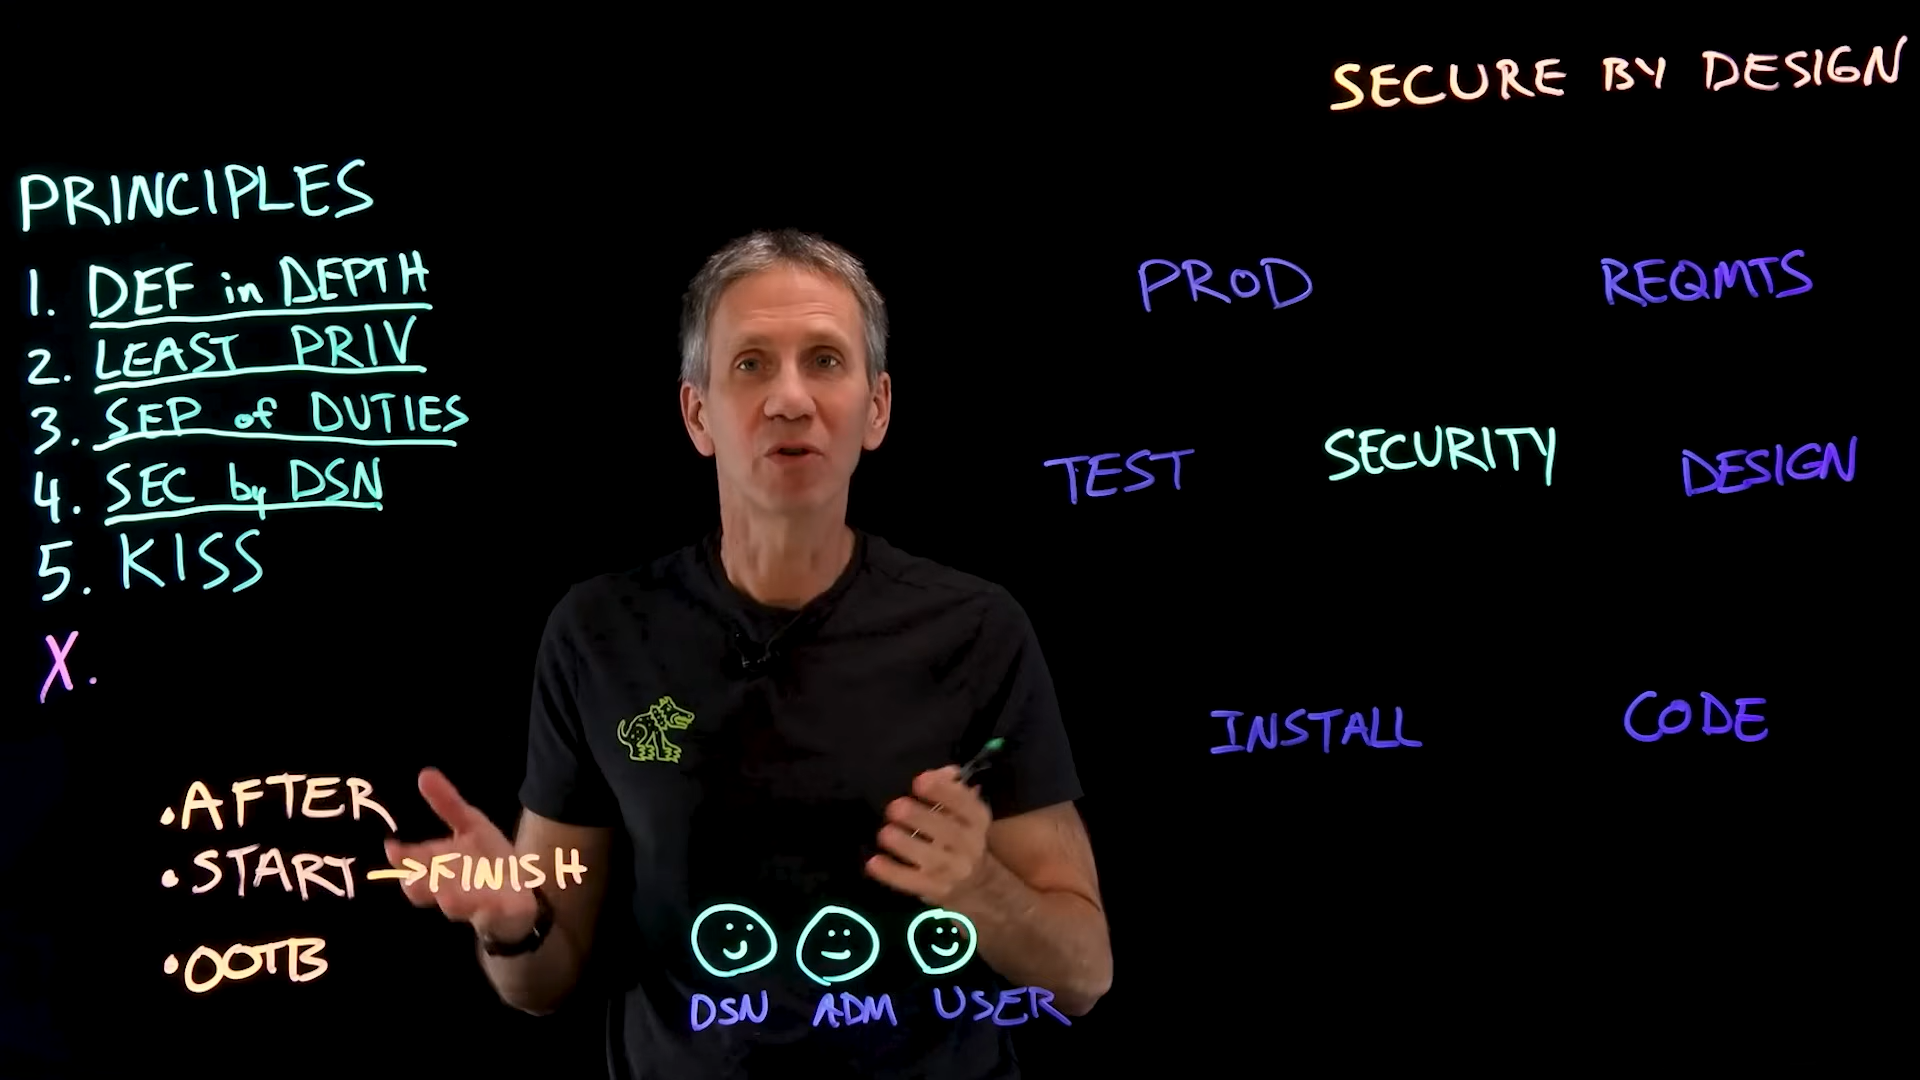 SECURE BY DESIGN
PRINCIPLES
1. DEF in DEPTH
2. LEAST PRIV
3. SEP of DUTIES
4. SEC by DSN
5. KISS
X.
•AFTER
•START→FINISH
•OOTB
DSN ADM USER
PROD REQMTS
TEST SECURITY DESIGN
INSTALL CODE